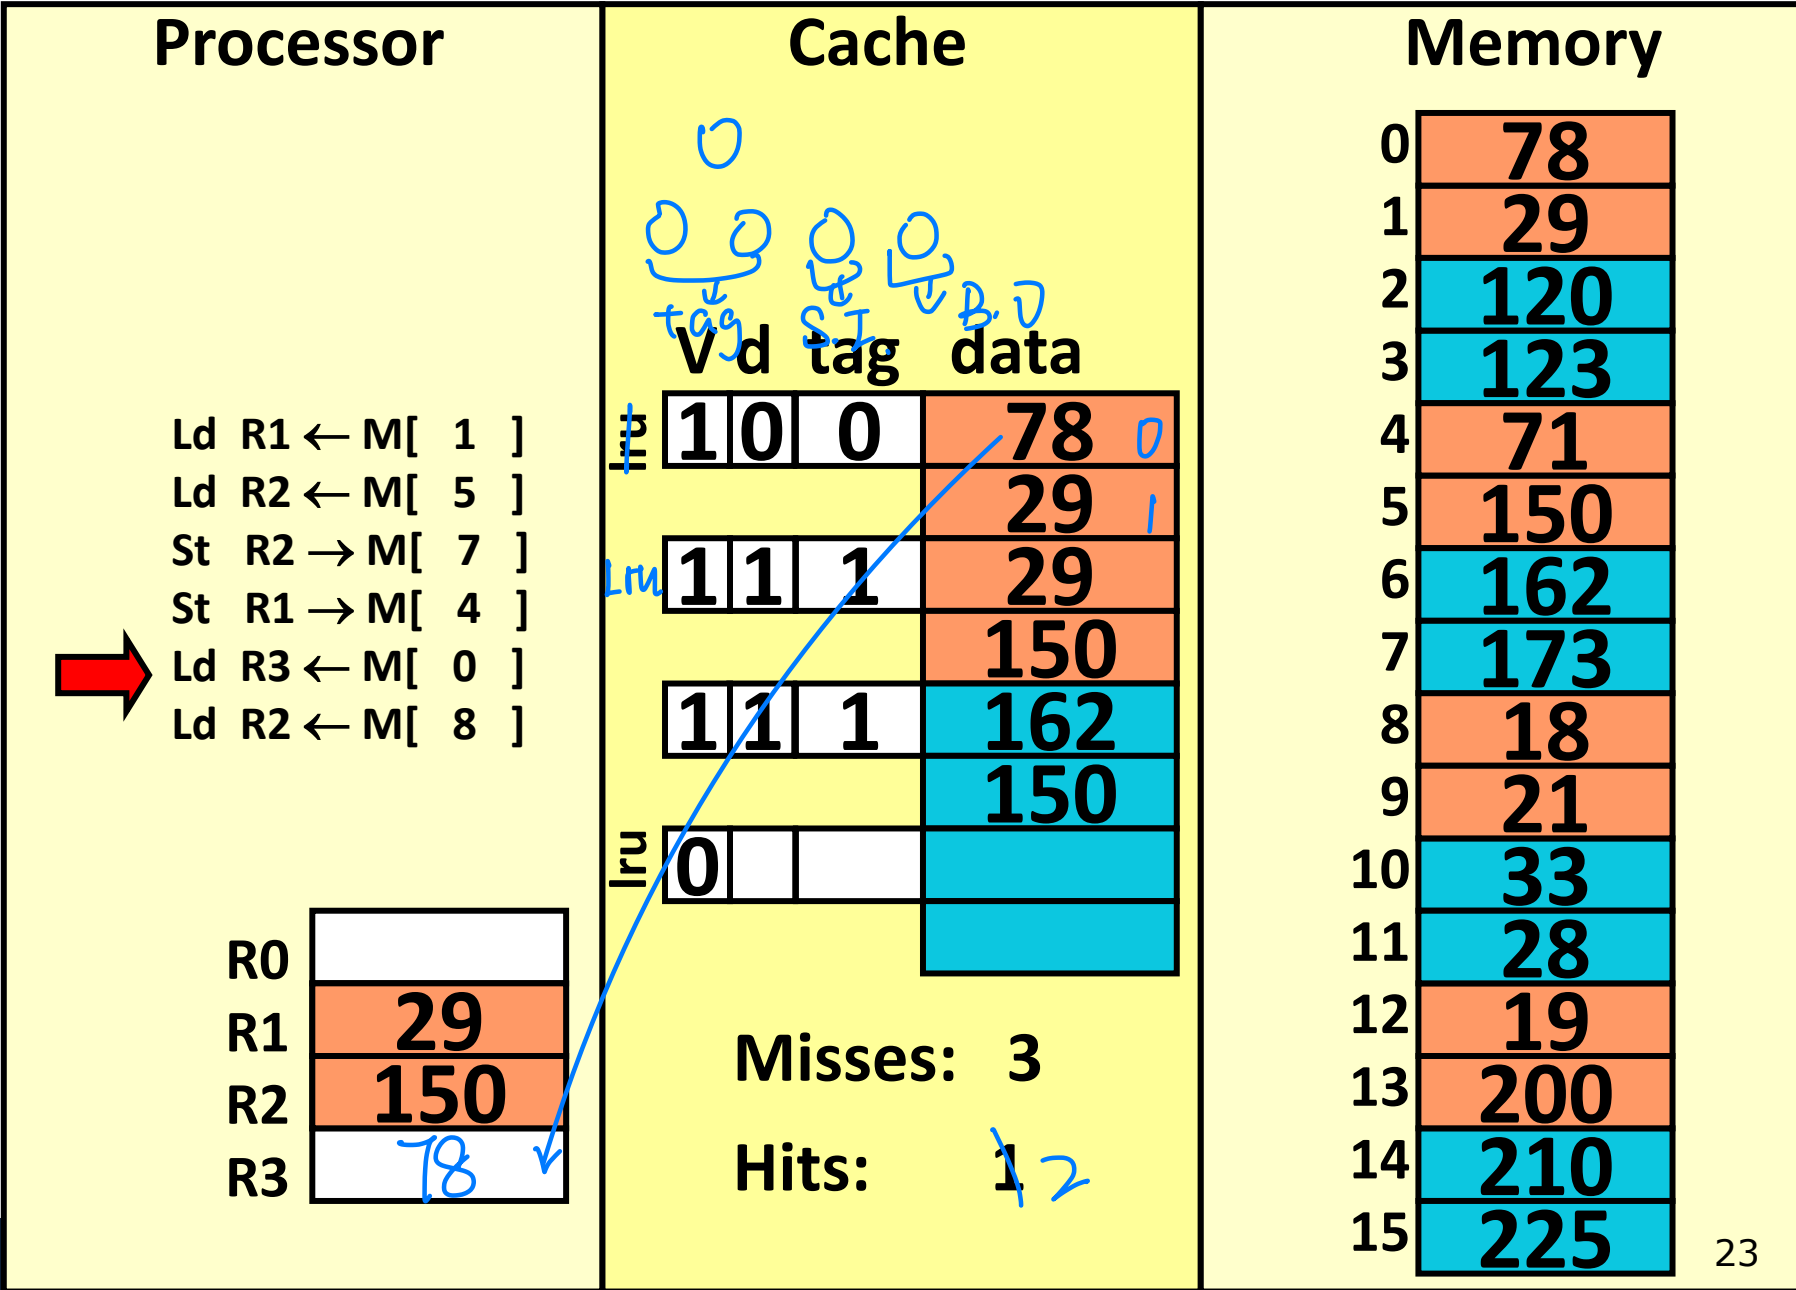 Processor
Ld R1 ← M[ 1 ]
Ld R2 ← M[ 5 ]
St R2 → M[ 7 ]
St R1 → M[ 4 ]
Ld R3 ← M[ 0 ]
Ld R2 ← M[ 8 ]
R0
R1 29
R2 150
R3 78
Cache
0
0 0 0 0
tag S.I. B.O
V d tag data
lru 1 0 0 78 0
29 1
Lru 1 1 1 29
150
1 1 1 162
150
lru 0
Misses: 3
Hits: 1 2
Memory
0 78
1 29
2 120
3 123
4 71
5 150
6 162
7 173
8 18
9 21
10 33
11 28
12 19
13 200
14 210
15 225
23